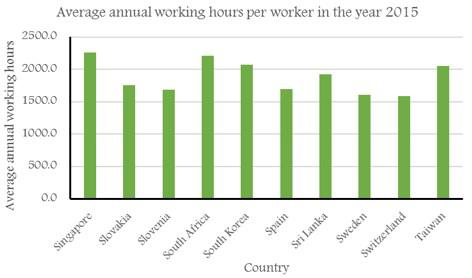 Average annual working hours per worker in the year 2015
Average annual working hours
2500.0
2000.0
1500.0
1000.0
500.0
0.0
Singapore
Slovakia
Slovenia
South Africa
South Korea
Spain
Sri Lanka
Sweden
Switzerland
Taiwan
Country